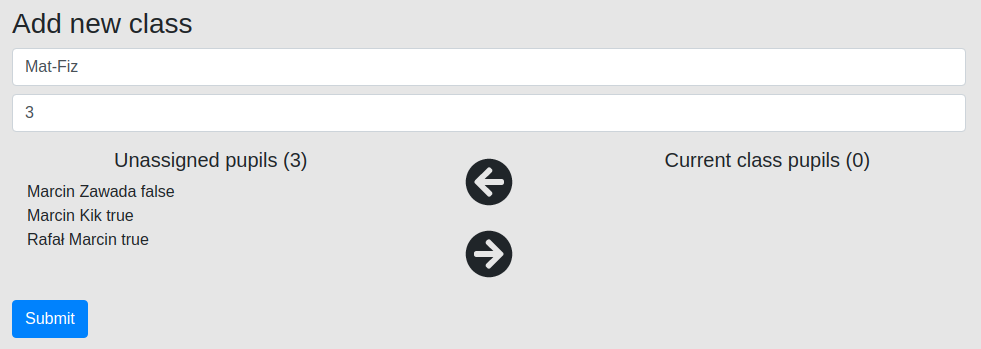 Add new class
Mat-Fiz
3
Unassigned pupils (3)
Current class pupils (0)
Marcin Zawada false
Marcin Kik true
Rafał Marcin true
Submit